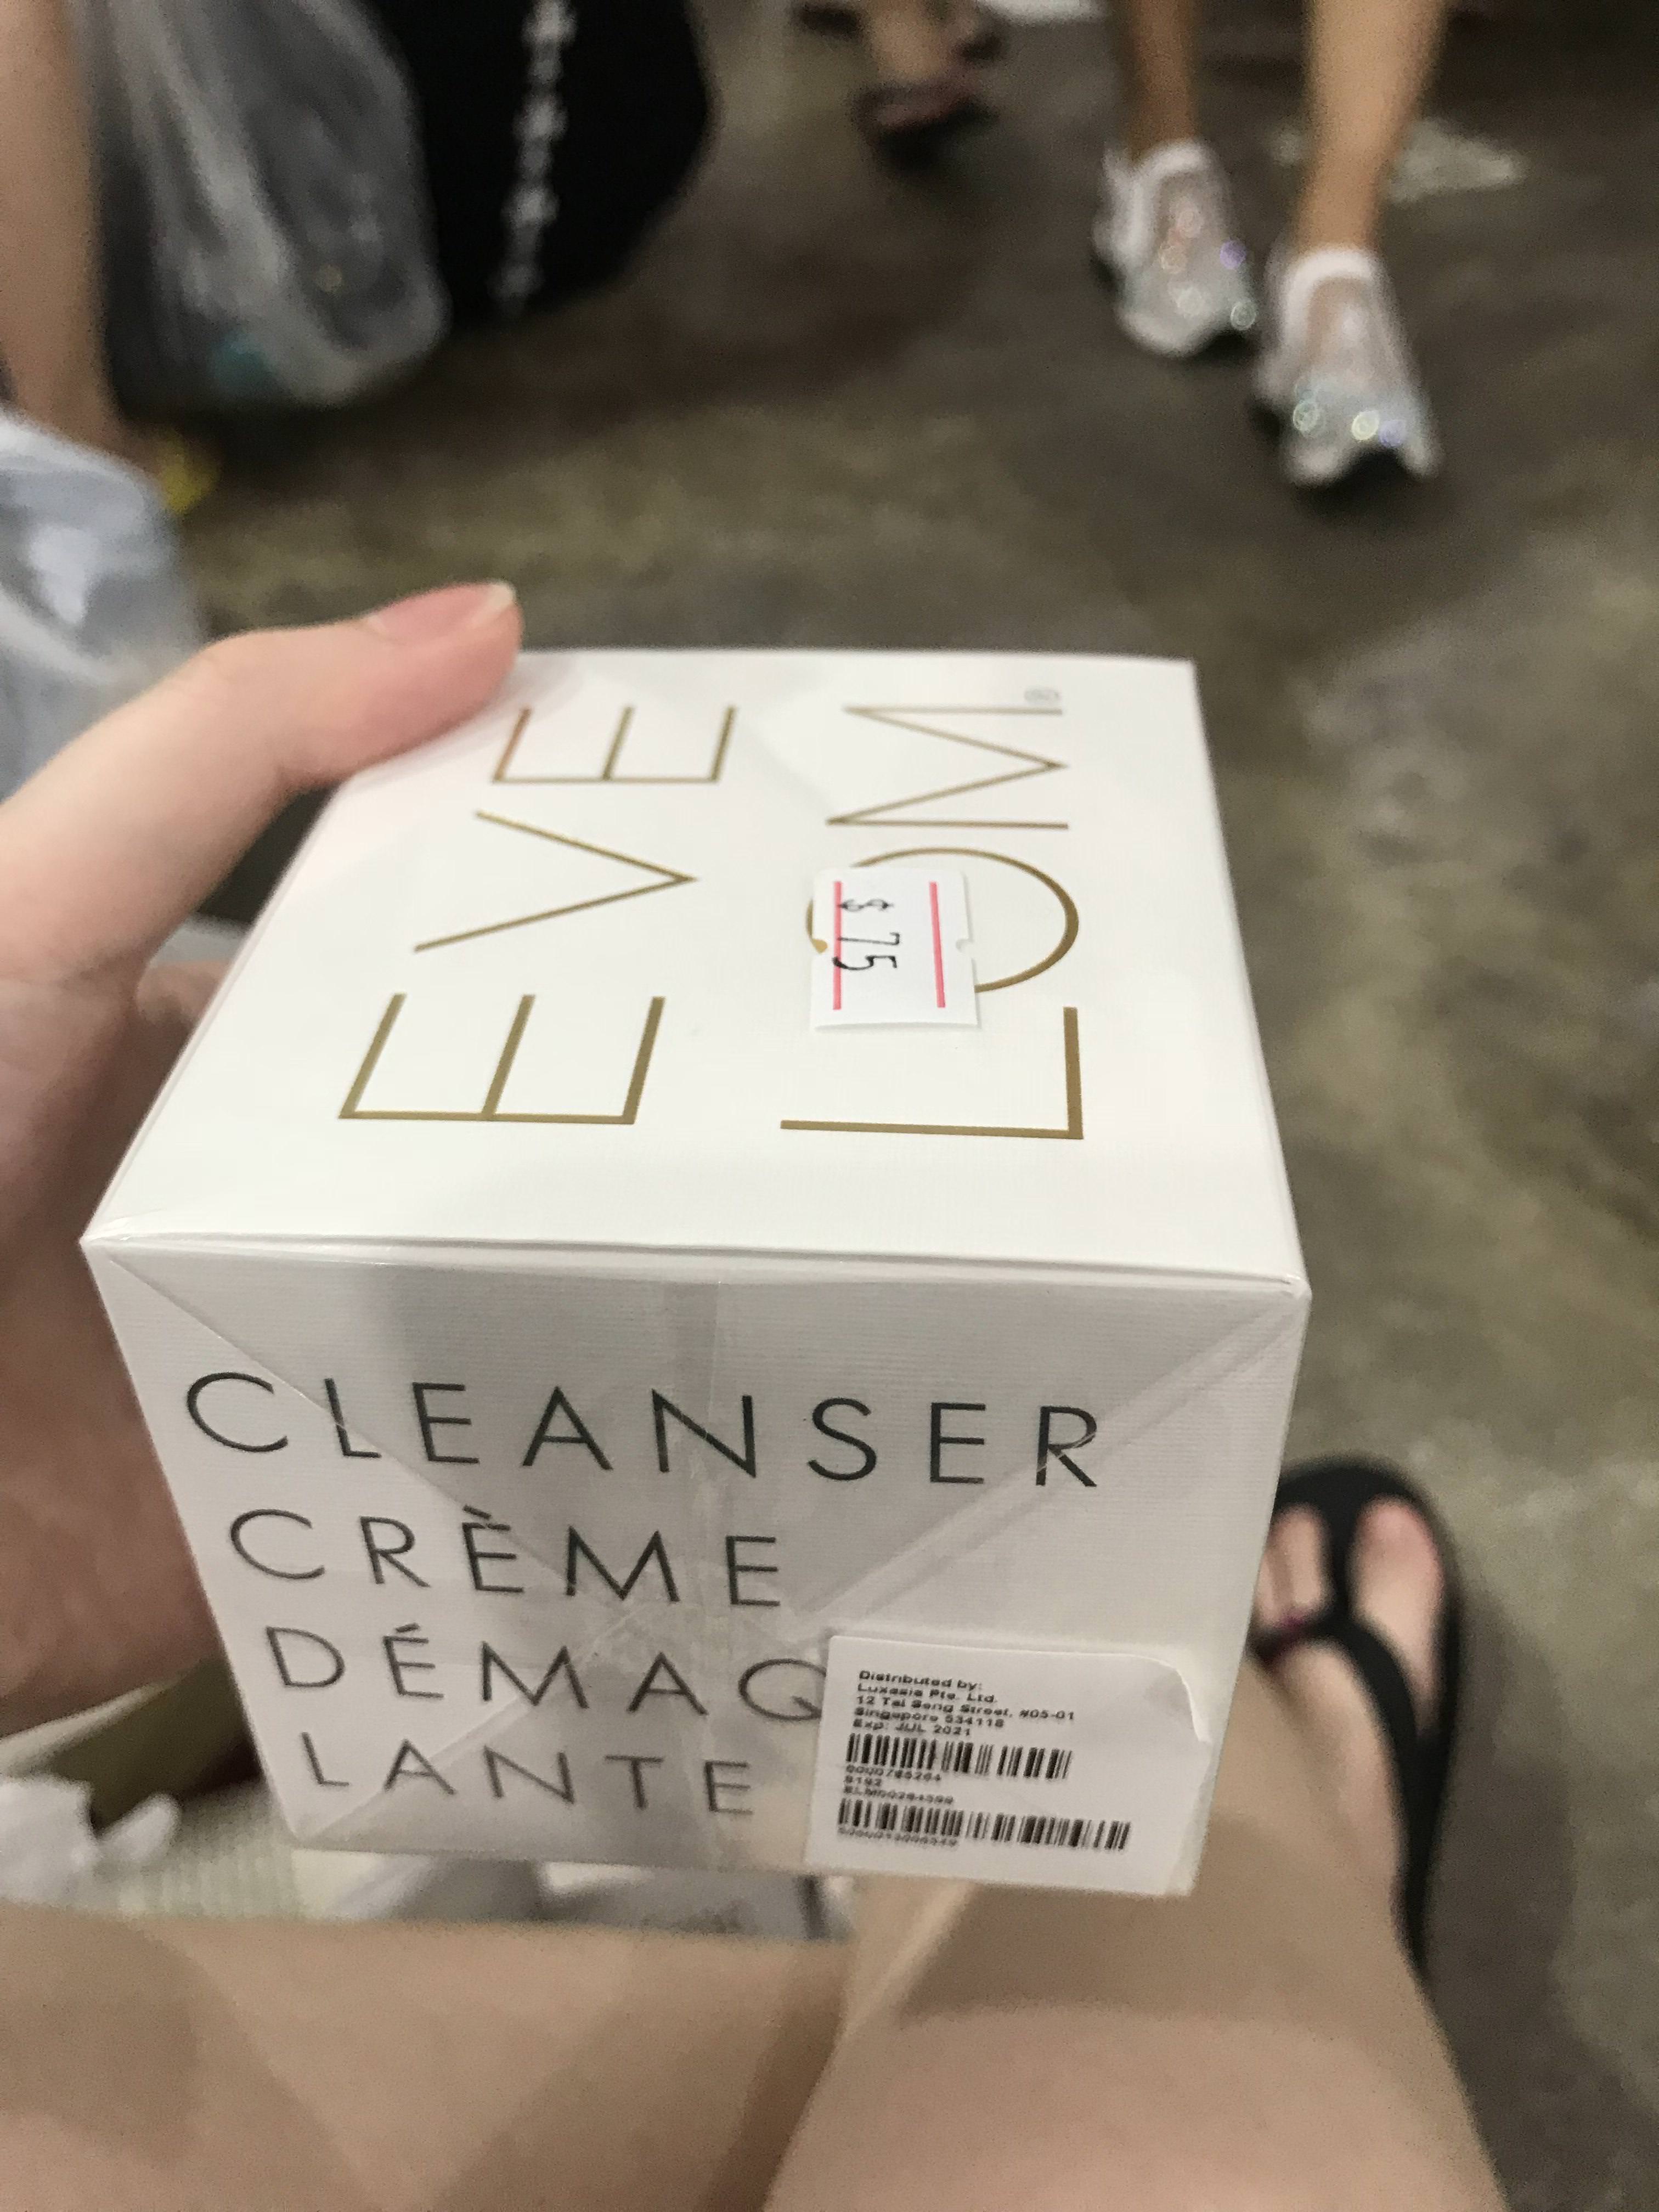 EVE
LOM®
$75
CLEANSER
CRÈME
DÉMAQ
LANTE
Distributed by:
Luxasia Pte. Ltd.
12 Tai Seng Street, #05-01
Singapore 534118
Exp: JUL 2021
9192